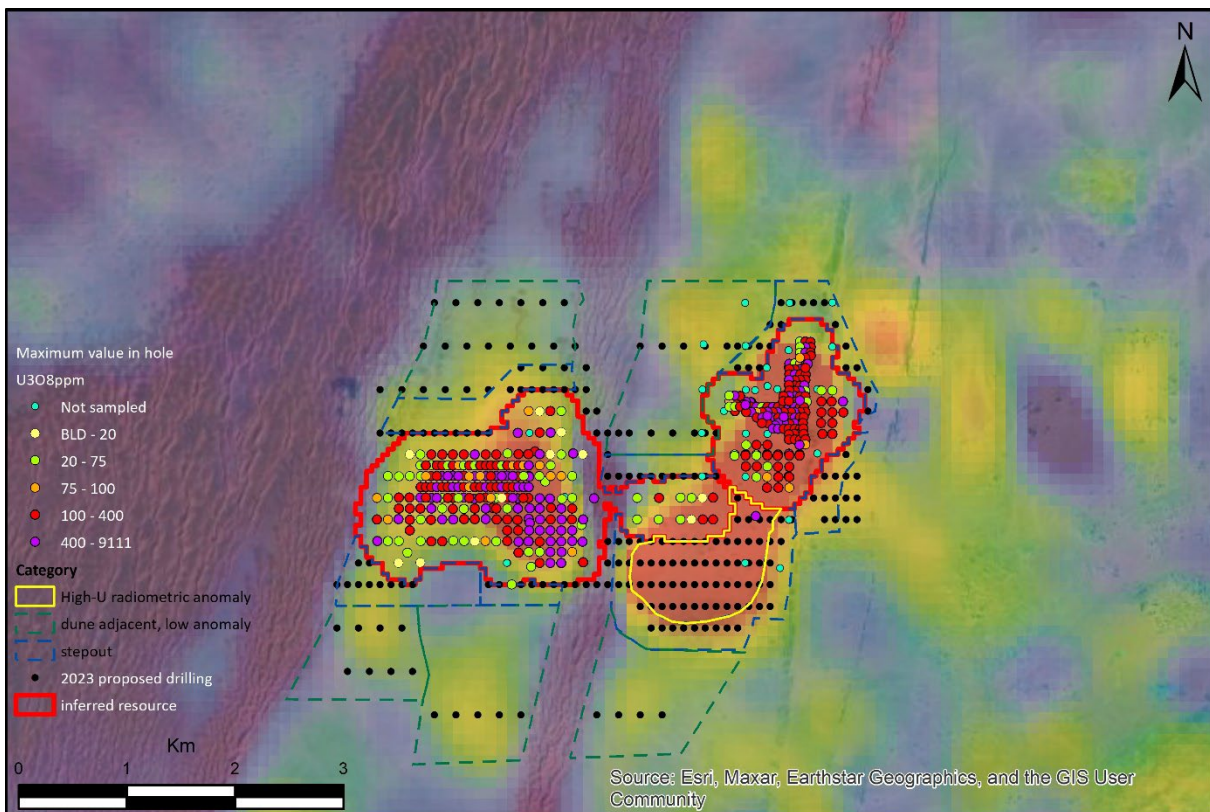 N
Maximum value in hole
U3O8ppm
Not sampled
BLD - 20
20 - 75
75 - 100
100 - 400
400 - 9111
Category
High-U radiometric anomaly
dune adjacent, low anomaly
stepout
2023 proposed drilling
inferred resource
Km
0 1 2 3
Source: Esri, Maxar, Earthstar Geographics, and the GIS User
Community